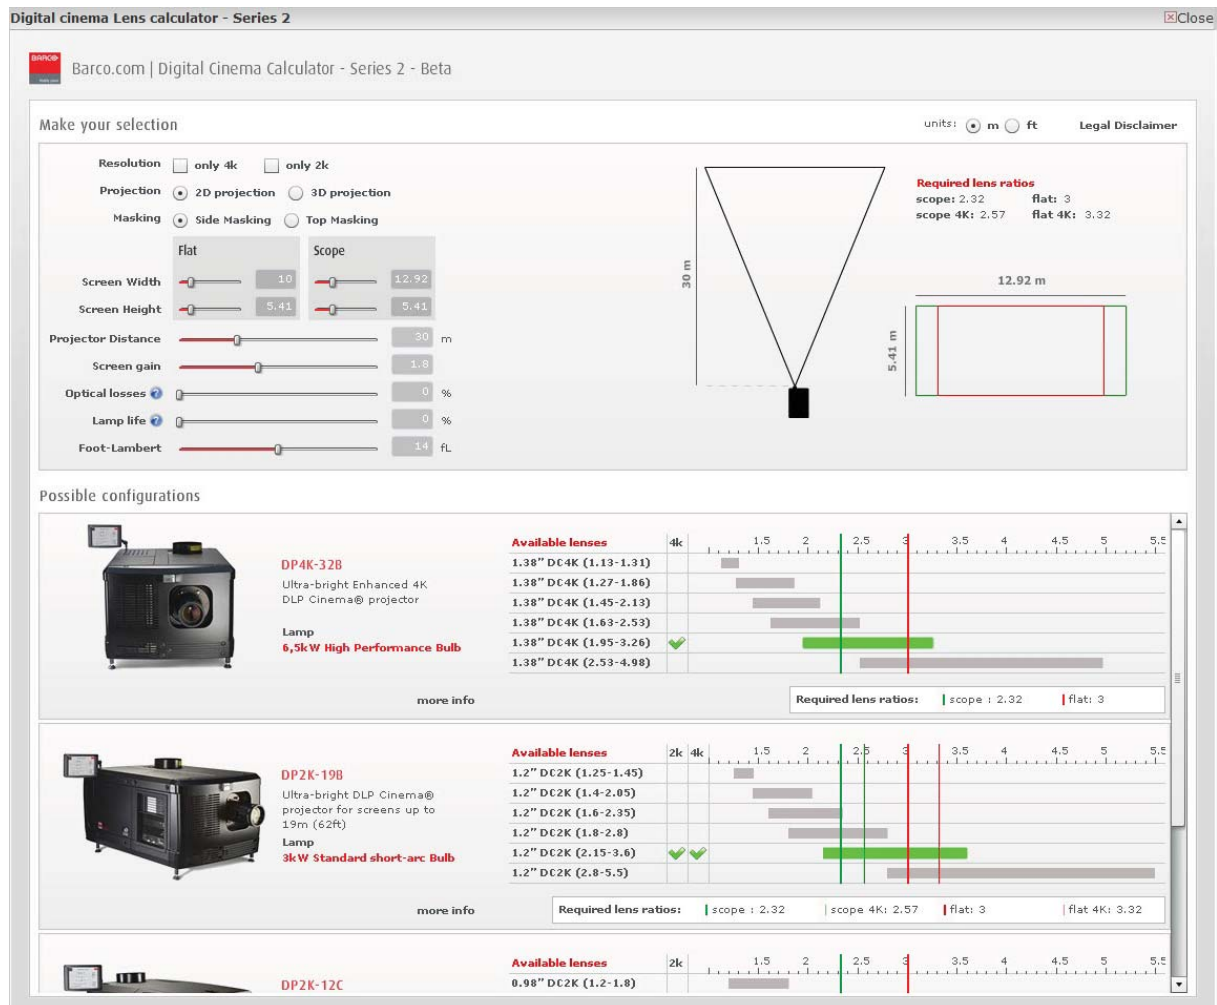 Digital cinema Lens calculator - Series 2
Close
BARCO
Barco.com | Digital Cinema Calculator - Series 2 - Beta
Make your selection
units: m ft Legal Disclaimer
Resolution only 4k only 2k
Projection 2D projection 3D projection
Masking Side Masking Top Masking
Flat Scope
Screen Width 10 12.92
Screen Height 5.41 5.41
Projector Distance 30 m
Screen gain 1.8
Optical losses ? 0 %
Lamp life ? 0 %
Foot-Lambert 14 fL
30 m
Required lens ratios
scope: 2.32 flat: 3
scope 4K: 2.57 flat 4K: 3.32
12.92 m
5.41 m
Possible configurations
DP4K-32B
Ultra-bright Enhanced 4K
DLP Cinema® projector
Lamp
6,5kW High Performance Bulb
more info
Available lenses 4k 1.5 2 2.5 3 3.5 4 4.5 5 5.5
1.38" DC4K (1.13-1.31)
1.38" DC4K (1.27-1.86)
1.38" DC4K (1.45-2.13)
1.38" DC4K (1.63-2.53)
1.38" DC4K (1.95-3.26)
1.38" DC4K (2.53-4.98)
Required lens ratios: scope : 2.32 flat: 3
DP2K-19B
Ultra-bright DLP Cinema®
projector for screens up to
19m (62ft)
Lamp
3kW Standard short-arc Bulb
more info
Available lenses 2k 4k 1.5 2 2.5 3 3.5 4 4.5 5 5.5
1.2" DC2K (1.25-1.45)
1.2" DC2K (1.4-2.05)
1.2" DC2K (1.6-2.35)
1.2" DC2K (1.8-2.8)
1.2" DC2K (2.15-3.6)
1.2" DC2K (2.8-5.5)
Required lens ratios: scope : 2.32 scope 4K: 2.57 flat: 3 flat 4K: 3.32
DP2K-12C
Available lenses 2k 1.5 2 2.5 3 3.5 4 4.5 5 5.5
0.98" DC2K (1.2-1.8)